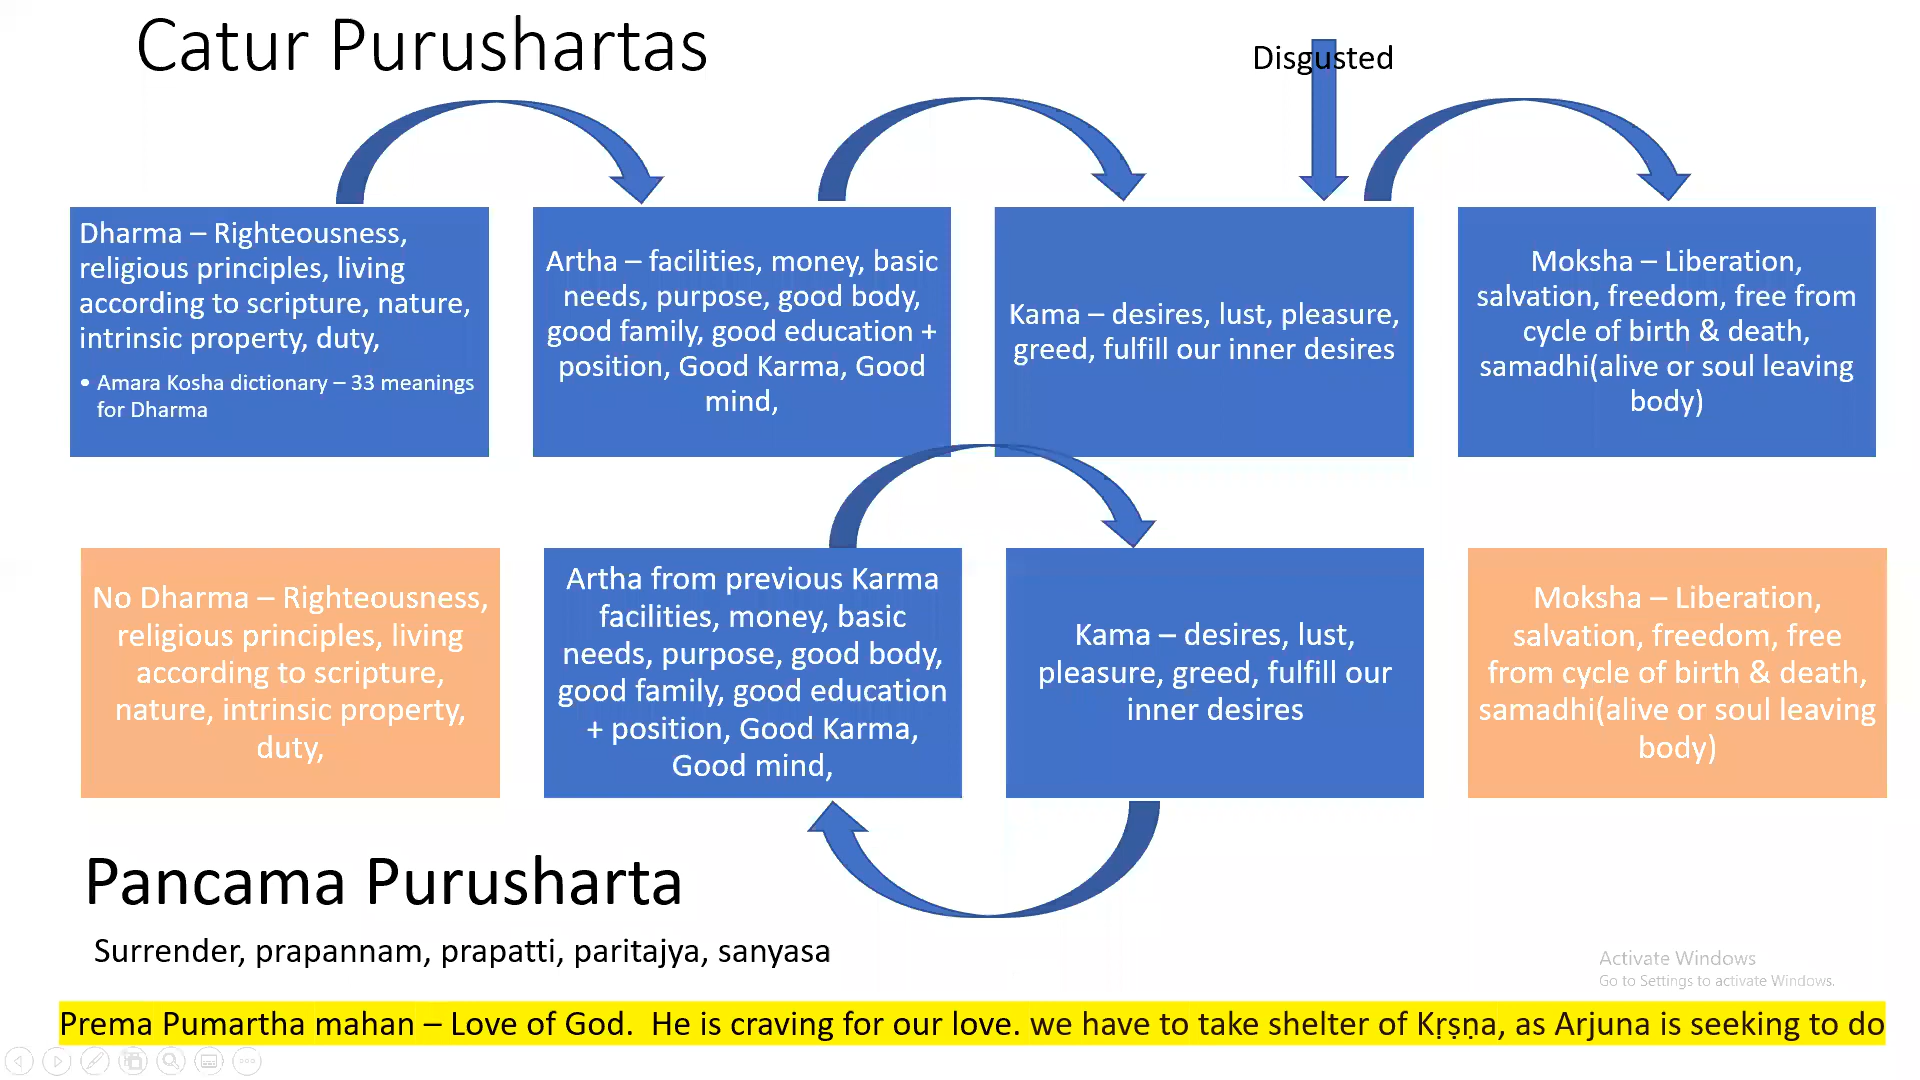 Catur Purushartas
Disgusted
Dharma – Righteousness,
religious principles, living
according to scripture, nature,
intrinsic property, duty,
• Amara Kosha dictionary – 33 meanings
for Dharma
Artha – facilities, money, basic
needs, purpose, good body,
good family, good education +
position, Good Karma, Good
mind,
Kama – desires, lust, pleasure,
greed, fulfill our inner desires
Moksha – Liberation,
salvation, freedom, free from
cycle of birth & death,
samadhi(alive or soul leaving
body)
No Dharma – Righteousness,
religious principles, living
according to scripture,
nature, intrinsic property,
duty,
Artha from previous Karma
facilities, money, basic
needs, purpose, good body,
good family, good education
+ position, Good Karma,
Good mind,
Kama – desires, lust,
pleasure, greed, fulfill our
inner desires
Moksha – Liberation,
salvation, freedom, free
from cycle of birth & death,
samadhi(alive or soul leaving
body)
Pancama Purusharta
Surrender, prapannam, prapatti, paritajya, sanyasa
Activate Windows
Go to Settings to activate Windows.
Prema Pumartha mahan – Love of God.  He is craving for our love. we have to take shelter of Kṛṣṇa, as Arjuna is seeking to do